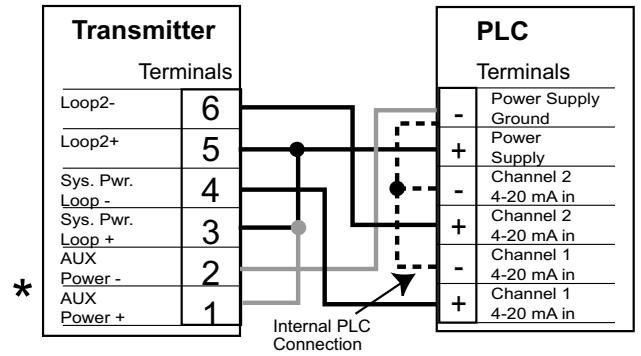 Transmitter
Terminals
Loop2-
6
Loop2+
5
Sys. Pwr.
Loop -
4
Sys. Pwr.
Loop +
3
AUX
Power -
2
*
AUX
Power +
1
Internal PLC
Connection
PLC
Terminals
-
Power Supply
Ground
+
Power
Supply
-
Channel 2
4-20 mA in
+
Channel 2
4-20 mA in
-
Channel 1
4-20 mA in
+
Channel 1
4-20 mA in